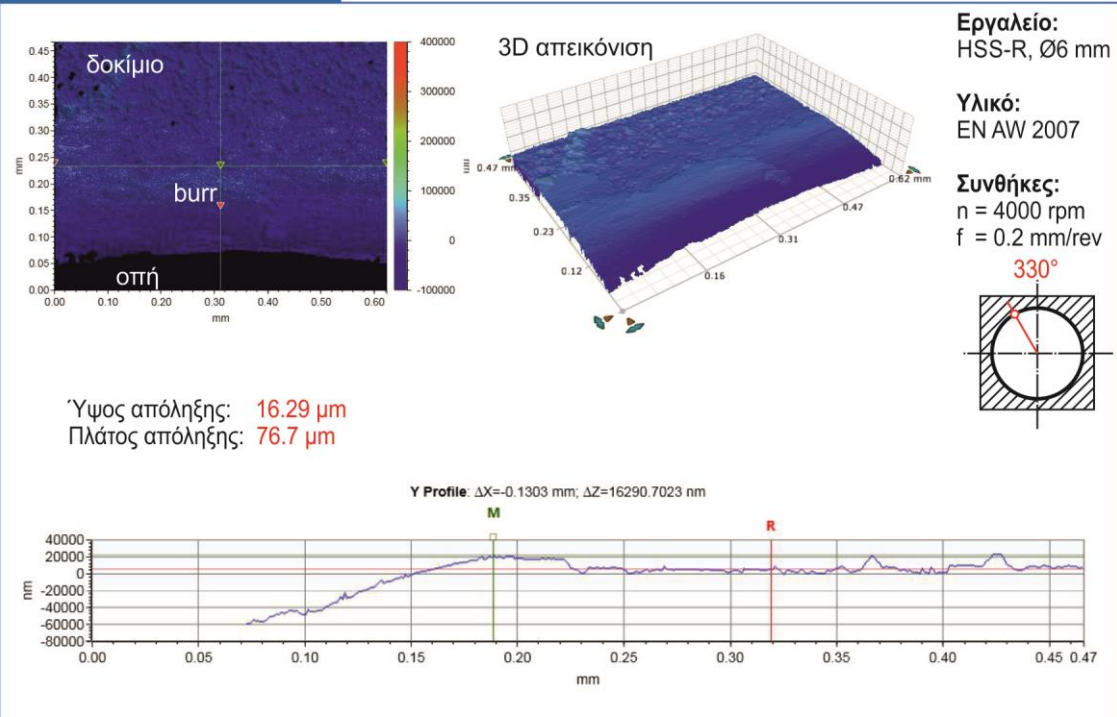 Εργαλείο:
HSS-R, Ø6 mm
Υλικό:
EN AW 2007
Συνθήκες:
n = 4000 rpm
f = 0.2 mm/rev
330°
δοκίμιο
burr
οπή
0.45
0.40
0.35
0.30
0.25
0.20
0.15
0.10
0.05
0.00
mm
0.00 0.10 0.20 0.30 0.40 0.50 0.62
mm
400000
300000
200000
100000
0
-100000
nm
3D απεικόνιση
0.47 mm
0.35
0.23
0.12
0.16
0.31
0.47
0.62 mm
Ύψος απόληξης: 16.29 μm
Πλάτος απόληξης: 76.7 μm
Y Profile: ΔX=-0.1303 mm; ΔZ=16290.7023 nm
M
R
40000
20000
0
-20000
-40000
-60000
-80000
nm
0.00 0.05 0.10 0.15 0.20 0.25 0.30 0.35 0.40 0.45 0.47
mm